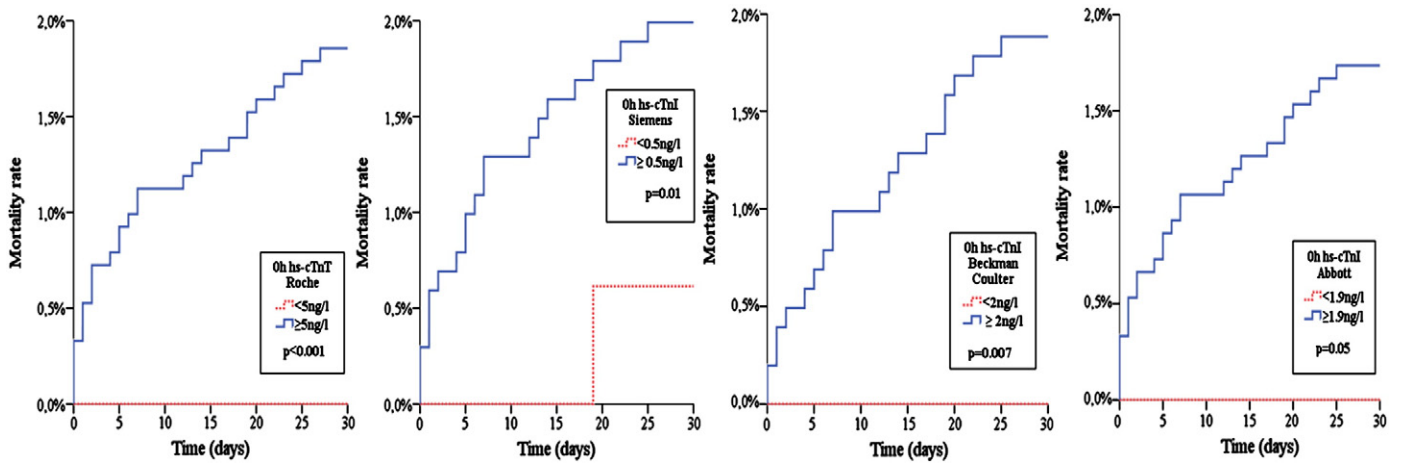 2,0%
1,5%
1,0%
0,5%
0,0%
Mortality rate
0 5 10 15 20 25 30
Time (days)
0h hs-cTnT
Roche
<5ng/l
≥5ng/l
p<0.001
2,0%
1,5%
1,0%
0,5%
0,0%
Mortality rate
0 5 10 15 20 25 30
Time (days)
0h hs-cTnI
Siemens
<0.5ng/l
≥ 0.5ng/l
p=0.01
2,0%
1,5%
1,0%
0,5%
0,0%
Mortality rate
0 5 10 15 20 25 30
Time (days)
0h hs-cTnI
Beckman
Coulter
<2ng/l
≥ 2ng/l
p=0.007
2,0%
1,5%
1,0%
0,5%
0,0%
Mortality rate
0 5 10 15 20 25 30
Time (days)
0h hs-cTnI
Abbott
<1.9ng/l
≥1.9ng/l
p=0.05